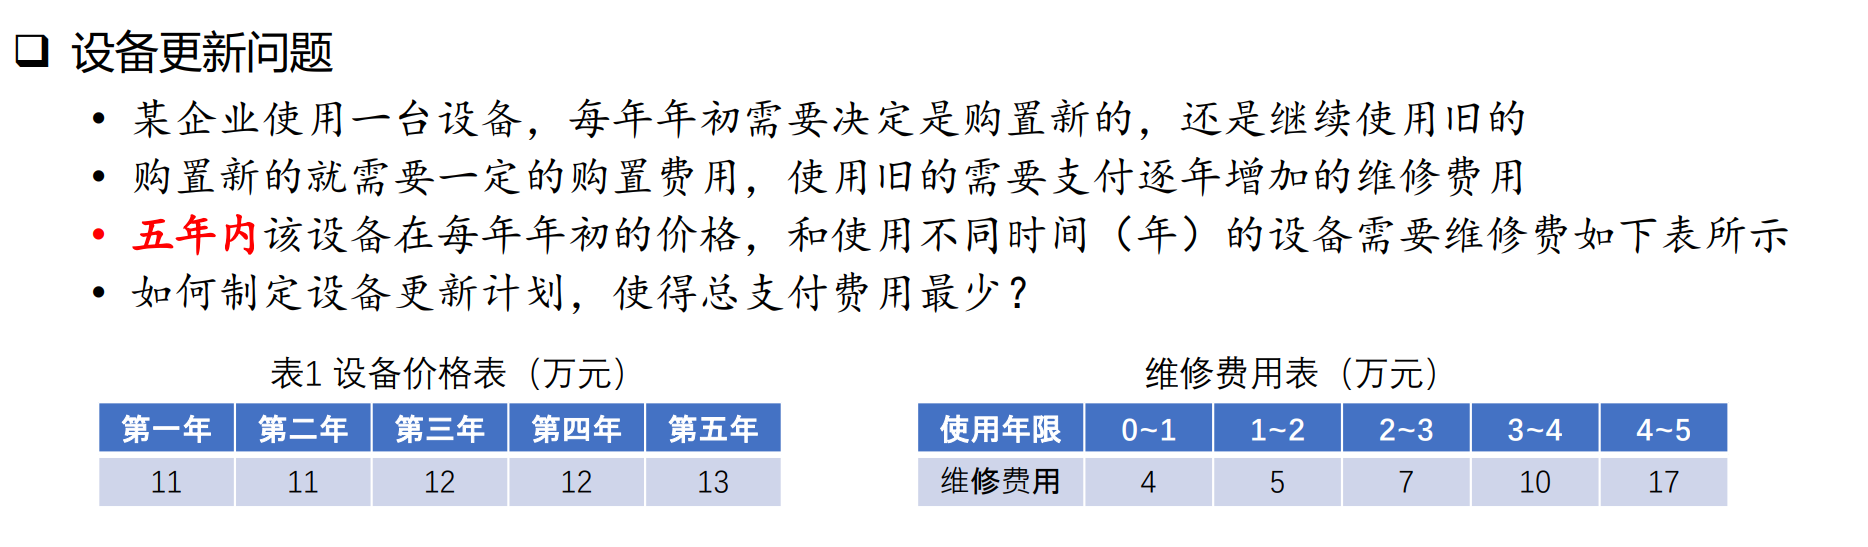 设备更新问题
某企业使用一台设备，每年年初需要决定是购置新的，还是继续使用旧的
购置新的就需要一定的购置费用，使用旧的需要支付逐年增加的维修费用
五年内该设备在每年年初的价格，和使用不同时间（年）的设备需要维修费如下表所示
如何制定设备更新计划，使得总支付费用最少？
表1 设备价格表（万元）
第一年 第二年 第三年 第四年 第五年
11 11 12 12 13
维修费用表（万元）
使用年限 0~1 1~2 2~3 3~4 4~5
维修费用 4 5 7 10 17